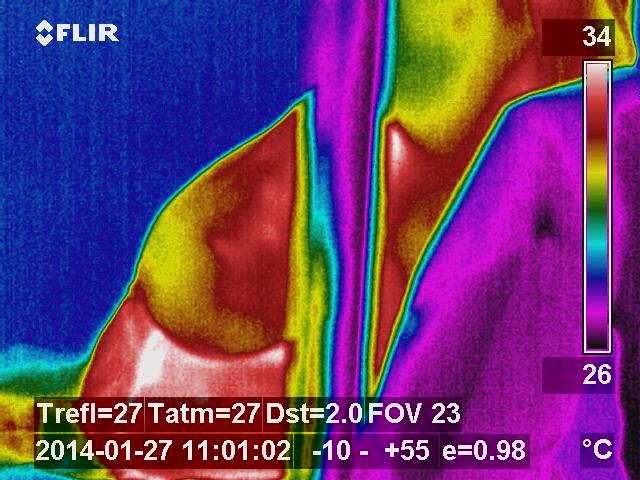 FLIR
34
26
Trefl=27 Tatm=27 Dst=2.0 FOV 23
2014-01-27 11:01:02 -10 - +55 e=0.98 °C